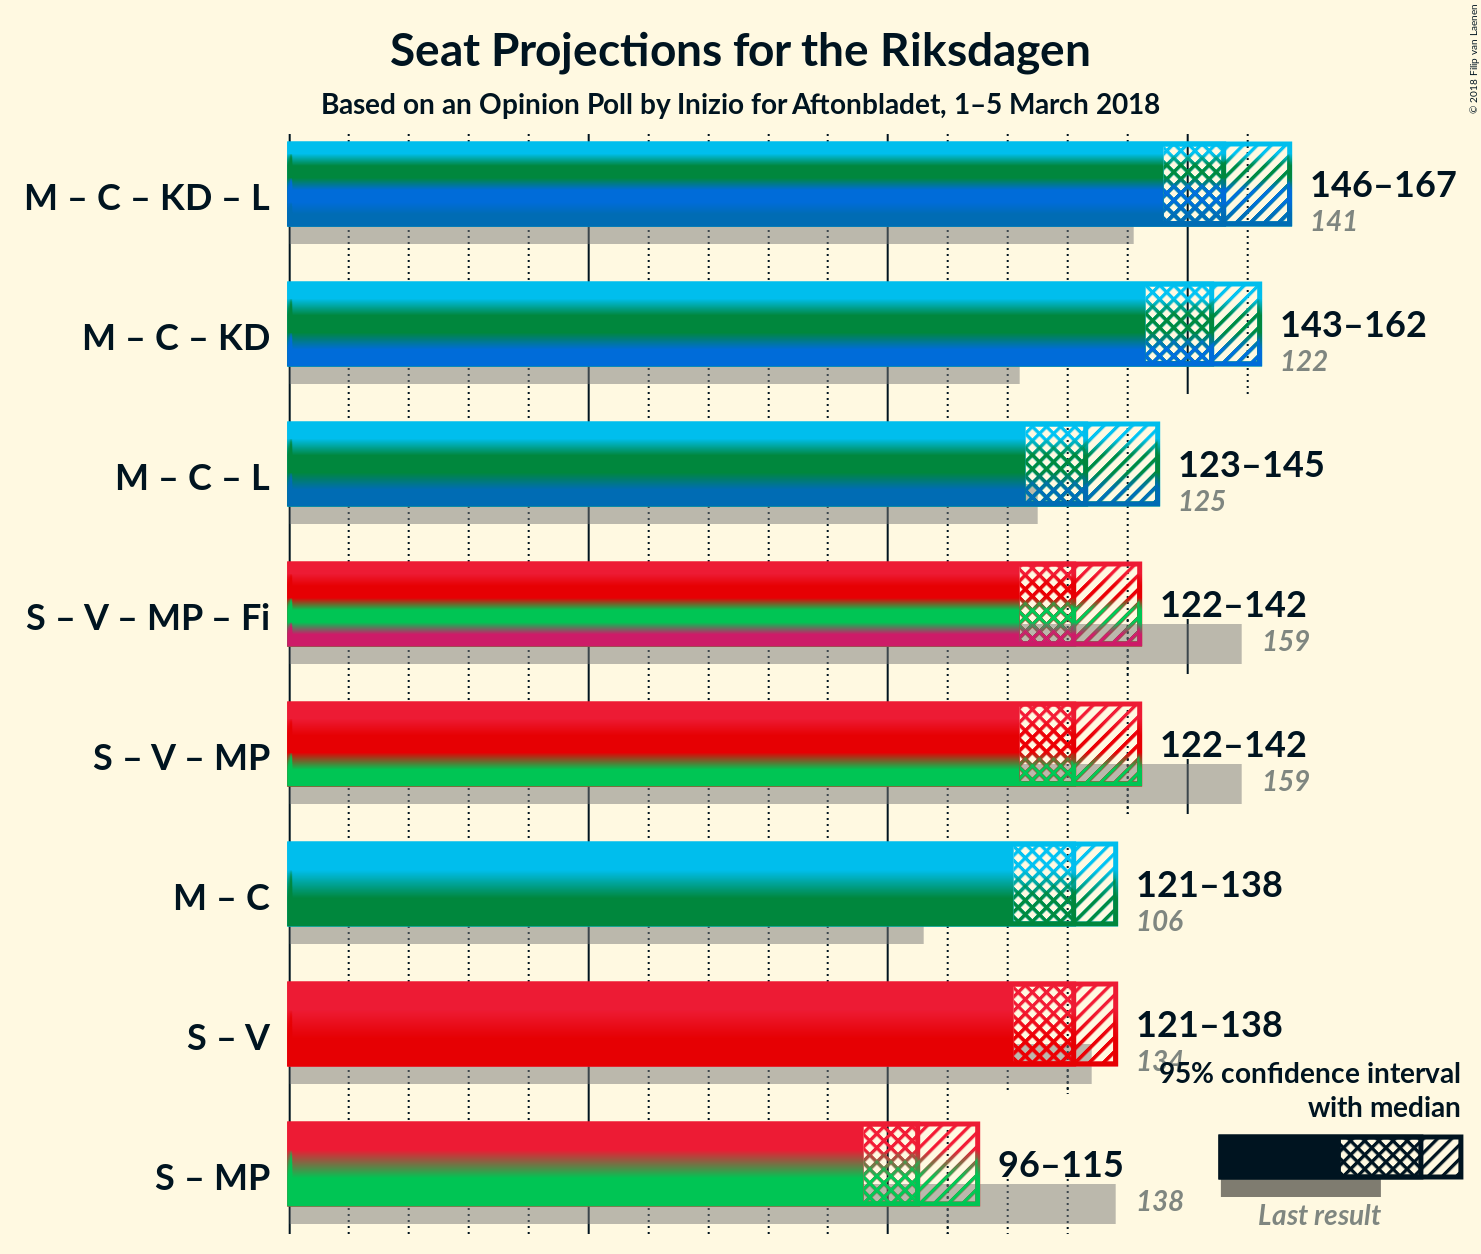 Seat Projections for the Riksdagen
Based on an Opinion Poll by Inizio for Aftonbladet, 1–5 March 2018
© 2018 Filip van Laenen
M – C – KD – L
146–167
141
M – C – KD
143–162
122
M – C – L
123–145
125
S – V – MP – Fi
122–142
159
S – V – MP
122–142
159
M – C
121–138
106
S – V
121–138
134
S – MP
96–115
138
95% confidence interval
with median
Last result